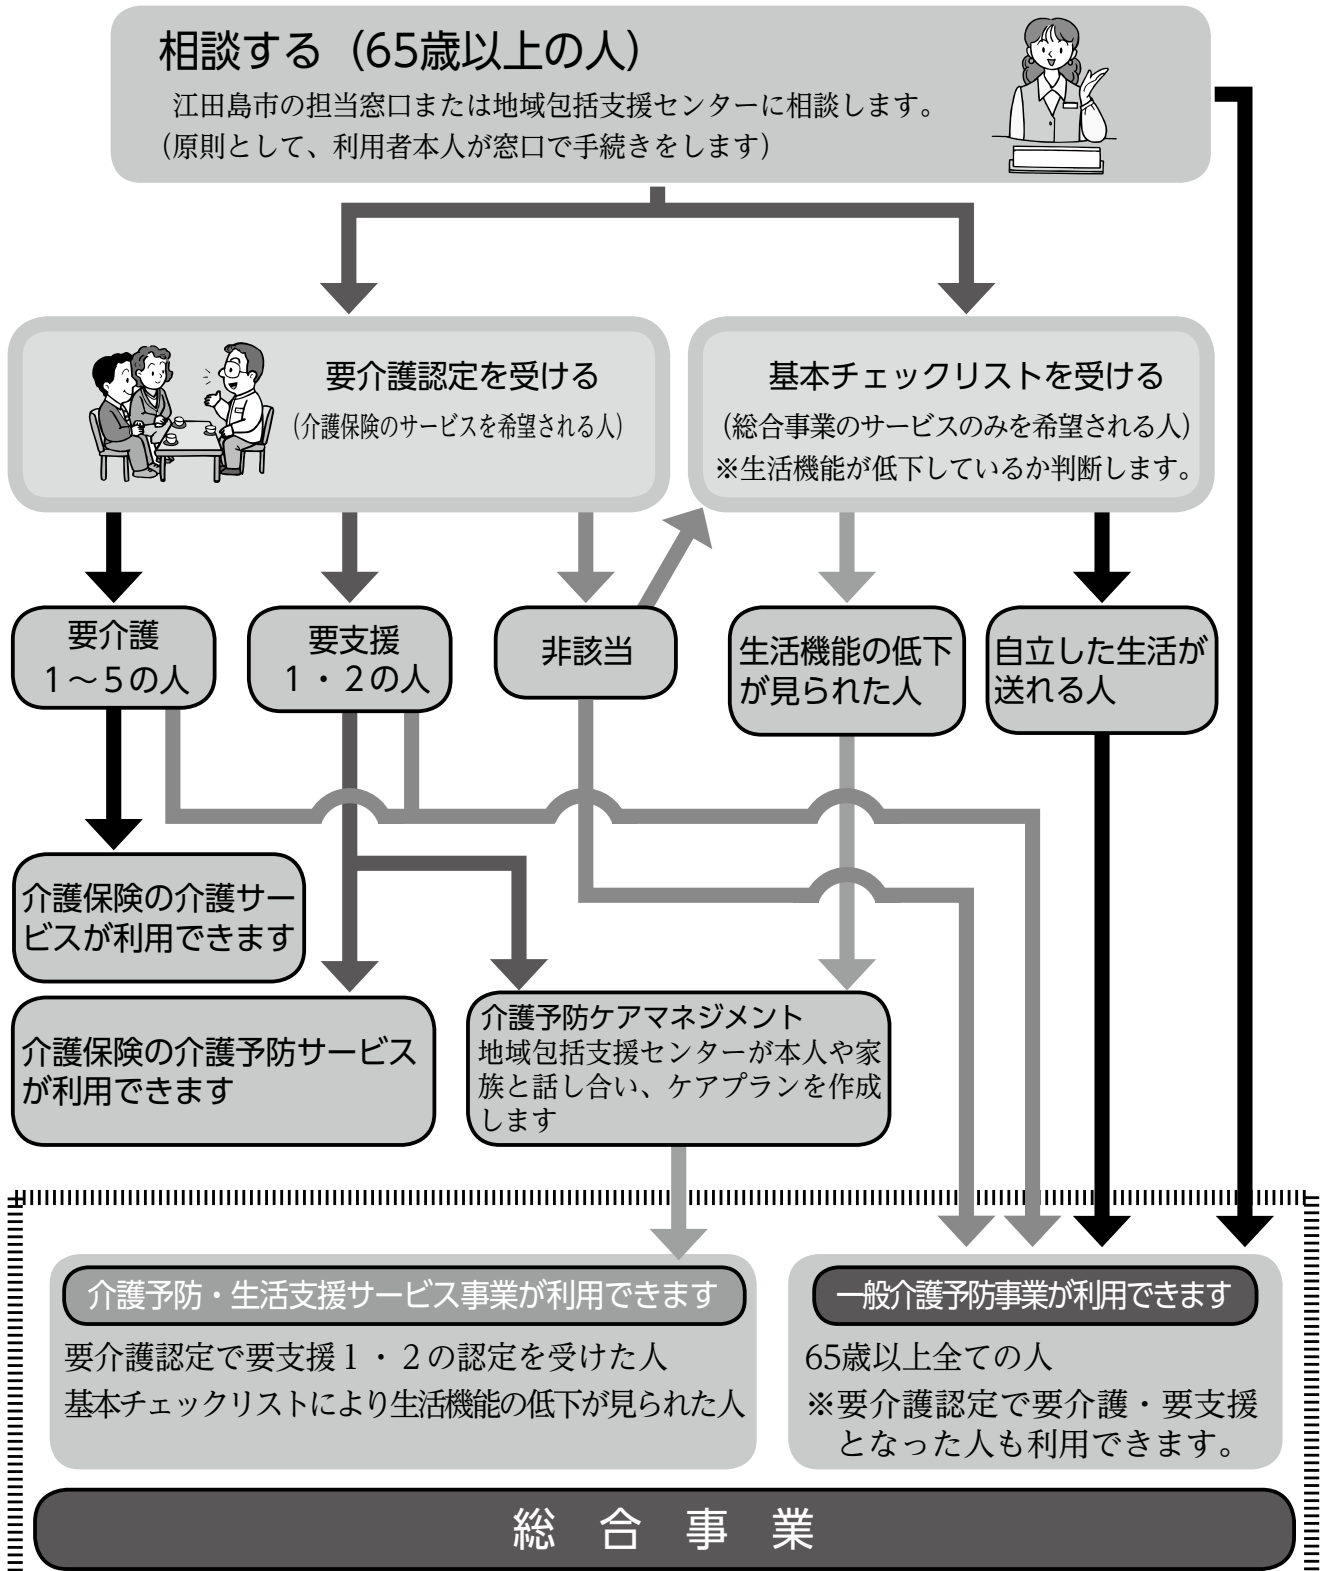 相談する（65歳以上の人）
江田島市の担当窓口または地域包括支援センターに相談します。
（原則として、利用者本人が窓口で手続きをします）
要介護認定を受ける
（介護保険のサービスを希望される人）
基本チェックリストを受ける
（総合事業のサービスのみを希望される人）
※生活機能が低下しているか判断します。
要介護
１～５の人
要支援
１・２の人
非該当
生活機能の低下
が見られた人
自立した生活が
送れる人
介護保険の介護サー
ビスが利用できます
介護保険の介護予防サービス
が利用できます
介護予防ケアマネジメント
地域包括支援センターが本人や家
族と話し合い、ケアプランを作成
します
介護予防・生活支援サービス事業が利用できます
要介護認定で要支援１・２の認定を受けた人
基本チェックリストにより生活機能の低下が見られた人
一般介護予防事業が利用できます
65歳以上全ての人
※要介護認定で要介護・要支援
となった人も利用できます。
総合事業